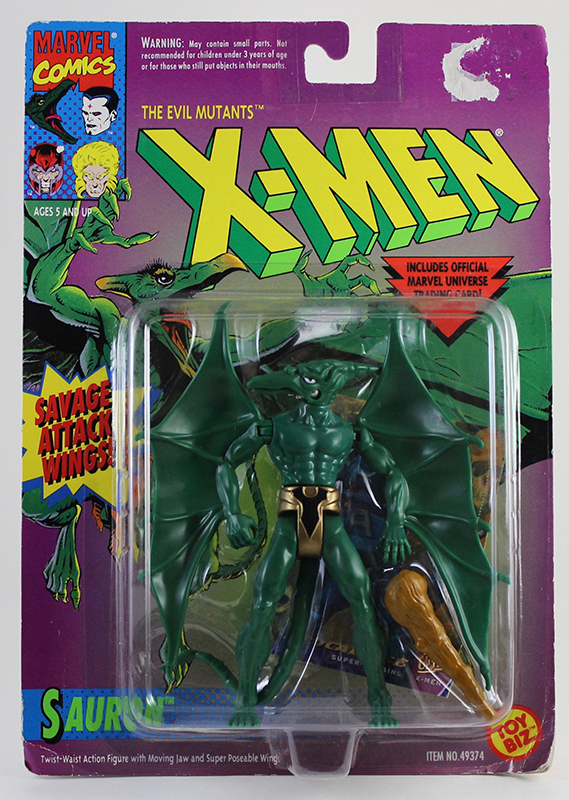 MARVEL
COMICS
WARNING: May contain small parts. Not
recommended for children under 3 years of age
or for those who still put objects in their mouths.
THE EVIL MUTANTS™
X-MEN®
AGES 5 AND UP
INCLUDES OFFICIAL
MARVEL UNIVERSE
TRADING CARD!
SAVAGE
ATTACK
WINGS!
SUPER
X-MEN
SAURON™
TOY
BIZ
Twist-Waist Action Figure with Moving Jaw and Super Poseable Wing
ITEM NO.49374